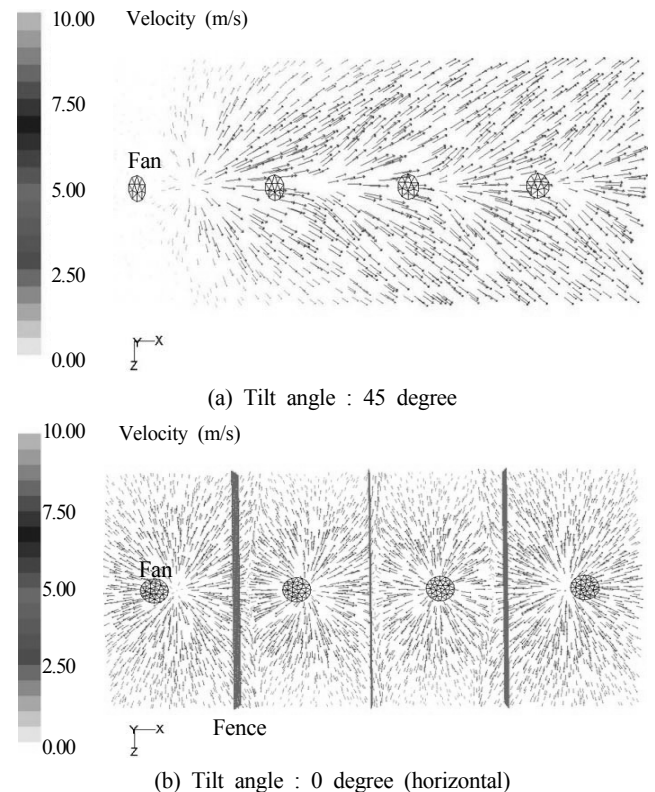 10.00 Velocity (m/s)
7.50
Fan
5.00
2.50
Y X
Z
0.00
(a) Tilt angle : 45 degree
10.00 Velocity (m/s)
7.50
Fan
5.00
2.50
Y X
Z
Fence
0.00
(b) Tilt angle : 0 degree (horizontal)